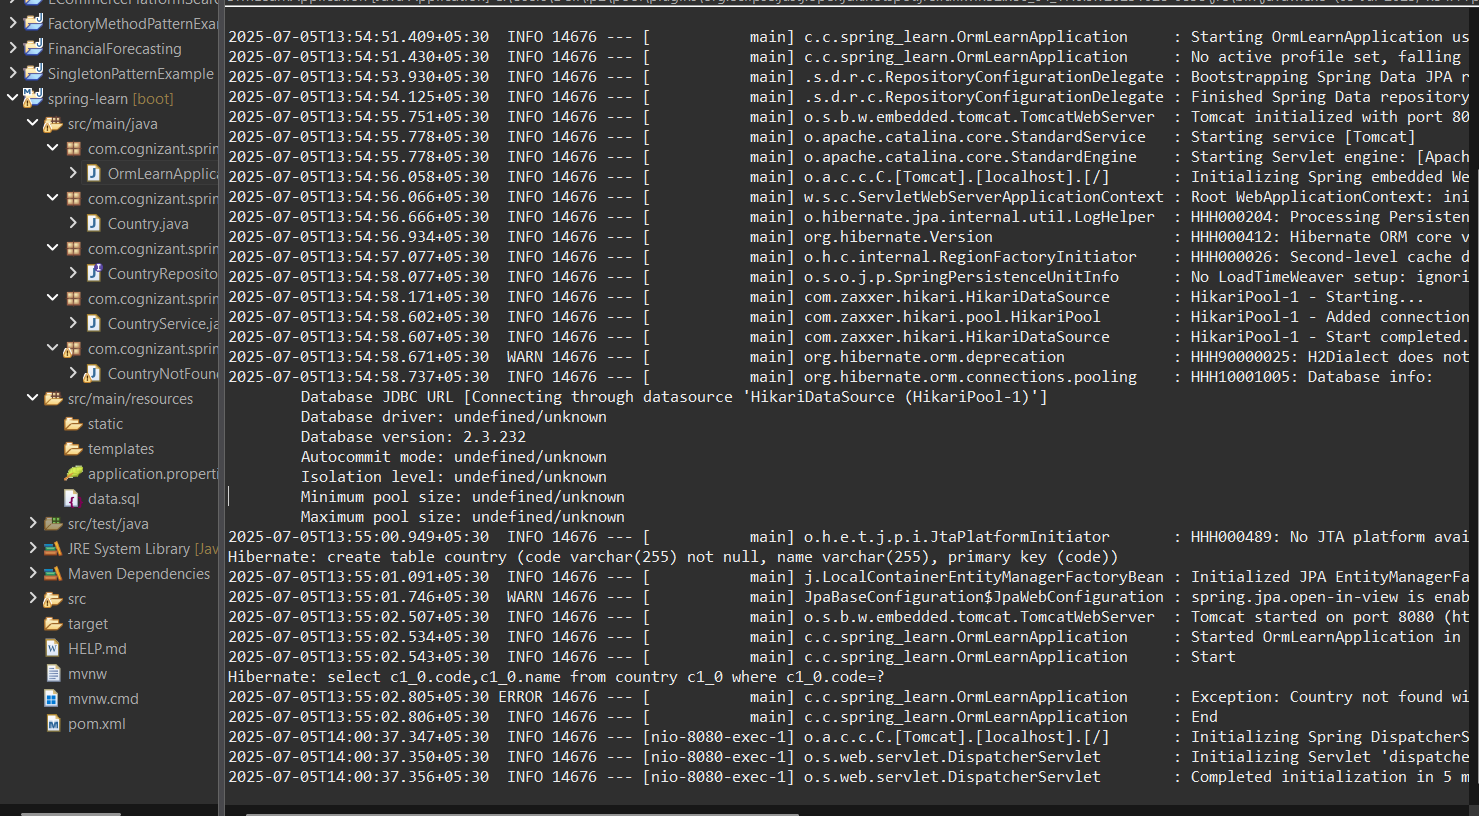 FactoryMethodPatternExa
FinancialForecasting
SingletonPatternExample
spring-learn [boot]
src/main/java
com.cognizant.sprin
OrmLearnApplica
com.cognizant.sprin
Country.java
com.cognizant.sprin
CountryReposito
com.cognizant.sprin
CountryService.ja
com.cognizant.sprin
CountryNotFoun
src/main/resources
static
templates
application.properti
data.sql
src/test/java
JRE System Library [Jav
Maven Dependencies
src
target
HELP.md
mvnw
mvnw.cmd
pom.xml
2025-07-05T13:54:51.409+05:30  INFO 14676 --- [           main] c.c.spring_learn.OrmLearnApplication     : Starting OrmLearnApplication us
2025-07-05T13:54:51.430+05:30  INFO 14676 --- [           main] c.c.spring_learn.OrmLearnApplication     : No active profile set, falling
2025-07-05T13:54:53.930+05:30  INFO 14676 --- [           main] .s.d.r.c.RepositoryConfigurationDelegate : Bootstrapping Spring Data JPA r
2025-07-05T13:54:54.125+05:30  INFO 14676 --- [           main] .s.d.r.c.RepositoryConfigurationDelegate : Finished Spring Data repository
2025-07-05T13:54:55.751+05:30  INFO 14676 --- [           main] o.s.b.w.embedded.tomcat.TomcatWebServer  : Tomcat initialized with port 80
2025-07-05T13:54:55.778+05:30  INFO 14676 --- [           main] o.apache.catalina.core.StandardService   : Starting service [Tomcat]
2025-07-05T13:54:55.778+05:30  INFO 14676 --- [           main] o.apache.catalina.core.StandardEngine    : Starting Servlet engine: [Apach
2025-07-05T13:54:56.058+05:30  INFO 14676 --- [           main] o.a.c.c.C.[Tomcat].[localhost].[/]       : Initializing Spring embedded We
2025-07-05T13:54:56.066+05:30  INFO 14676 --- [           main] w.s.c.ServletWebServerApplicationContext : Root WebApplicationContext: ini
2025-07-05T13:54:56.666+05:30  INFO 14676 --- [           main] o.hibernate.jpa.internal.util.LogHelper  : HHH000204: Processing Persisten
2025-07-05T13:54:56.934+05:30  INFO 14676 --- [           main] org.hibernate.Version                    : HHH000412: Hibernate ORM core v
2025-07-05T13:54:57.077+05:30  INFO 14676 --- [           main] o.h.c.internal.RegionFactoryInitiator    : HHH000026: Second-level cache d
2025-07-05T13:54:58.077+05:30  INFO 14676 --- [           main] o.s.o.j.p.SpringPersistenceUnitInfo      : No LoadTimeWeaver setup: ignori
2025-07-05T13:54:58.171+05:30  INFO 14676 --- [           main] com.zaxxer.hikari.HikariDataSource       : HikariPool-1 - Starting...
2025-07-05T13:54:58.602+05:30  INFO 14676 --- [           main] com.zaxxer.hikari.pool.HikariPool        : HikariPool-1 - Added connection
2025-07-05T13:54:58.607+05:30  INFO 14676 --- [           main] com.zaxxer.hikari.HikariDataSource       : HikariPool-1 - Start completed.
2025-07-05T13:54:58.671+05:30  WARN 14676 --- [           main] org.hibernate.orm.deprecation            : HHH90000025: H2Dialect does not
2025-07-05T13:54:58.737+05:30  INFO 14676 --- [           main] org.hibernate.orm.connections.pooling    : HHH10001005: Database info:
Database JDBC URL [Connecting through datasource 'HikariDataSource (HikariPool-1)']
Database driver: undefined/unknown
Database version: 2.3.232
Autocommit mode: undefined/unknown
Isolation level: undefined/unknown
Minimum pool size: undefined/unknown
Maximum pool size: undefined/unknown
2025-07-05T13:55:00.949+05:30  INFO 14676 --- [           main] o.h.e.t.j.p.i.JtaPlatformInitiator       : HHH000489: No JTA platform avai
Hibernate: create table country (code varchar(255) not null, name varchar(255), primary key (code))
2025-07-05T13:55:01.091+05:30  INFO 14676 --- [           main] j.LocalContainerEntityManagerFactoryBean : Initialized JPA EntityManagerFa
2025-07-05T13:55:01.746+05:30  WARN 14676 --- [           main] JpaBaseConfiguration$JpaWebConfiguration : spring.jpa.open-in-view is enab
2025-07-05T13:55:02.507+05:30  INFO 14676 --- [           main] o.s.b.w.embedded.tomcat.TomcatWebServer  : Tomcat started on port 8080 (ht
2025-07-05T13:55:02.534+05:30  INFO 14676 --- [           main] c.c.spring_learn.OrmLearnApplication     : Started OrmLearnApplication in
2025-07-05T13:55:02.543+05:30  INFO 14676 --- [           main] c.c.spring_learn.OrmLearnApplication     : Start
Hibernate: select c1_0.code,c1_0.name from country c1_0 where c1_0.code=?
2025-07-05T13:55:02.805+05:30 ERROR 14676 --- [           main] c.c.spring_learn.OrmLearnApplication     : Exception: Country not found wi
2025-07-05T13:55:02.806+05:30  INFO 14676 --- [           main] c.c.spring_learn.OrmLearnApplication     : End
2025-07-05T14:00:37.347+05:30  INFO 14676 --- [nio-8080-exec-1] o.a.c.c.C.[Tomcat].[localhost].[/]       : Initializing Spring DispatcherS
2025-07-05T14:00:37.350+05:30  INFO 14676 --- [nio-8080-exec-1] o.s.web.servlet.DispatcherServlet        : Initializing Servlet 'dispatche
2025-07-05T14:00:37.356+05:30  INFO 14676 --- [nio-8080-exec-1] o.s.web.servlet.DispatcherServlet        : Completed initialization in 5 m